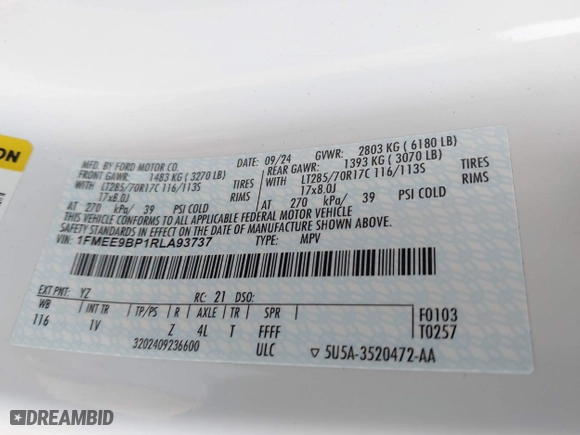 ON
MFD. BY FORD MOTOR CO.
DATE: 09/24 GVWR: 2803 KG ( 6180 LB)
FRONT GAWR: 1483 KG ( 3270 LB)
REAR GAWR: 1393 KG ( 3070 LB)
WITH LT285/70R17C 116/113S TIRES
WITH LT285/70R17C 116/113S TIRES
17x8.0J RIMS
17x8.0J RIMS
AT 270 kPa/ 39 PSI COLD
AT 270 kPa/ 39 PSI COLD
THIS VEHICLE CONFORMS TO ALL APPLICABLE FEDERAL MOTOR VEHICLE
SAFETY STANDARDS IN EFFECT ON THE DATE OF MANUFACTURE SHOWN ABOVE.
VIN: 1FMEE9BP1RLA93737 TYPE: MPV
EXT PNT: YZ RC: 21 DSO:
WB INT TR TP/PS R AXLE TR SPR F0103
116 1V Z 4L T FFFF T0257
3202409236600 ULC 5U5A-3520472-AA
DREAMBID